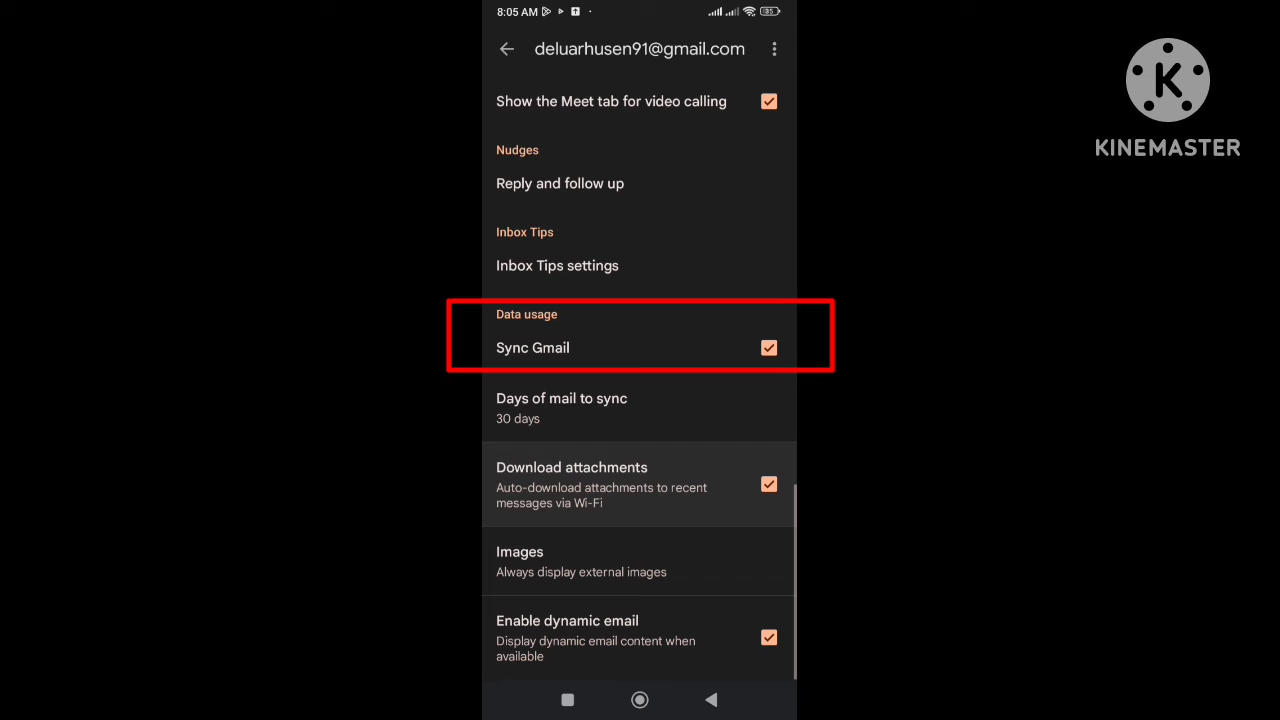 8:05 AM
35
deluarhusen91@gmail.com
K
KINEMASTER
Show the Meet tab for video calling
Nudges
Reply and follow up
Inbox Tips
Inbox Tips settings
Data usage
Sync Gmail
Days of mail to sync
30 days
Download attachments
Auto-download attachments to recent
messages via Wi-Fi
Images
Always display external images
Enable dynamic email
Display dynamic email content when
available